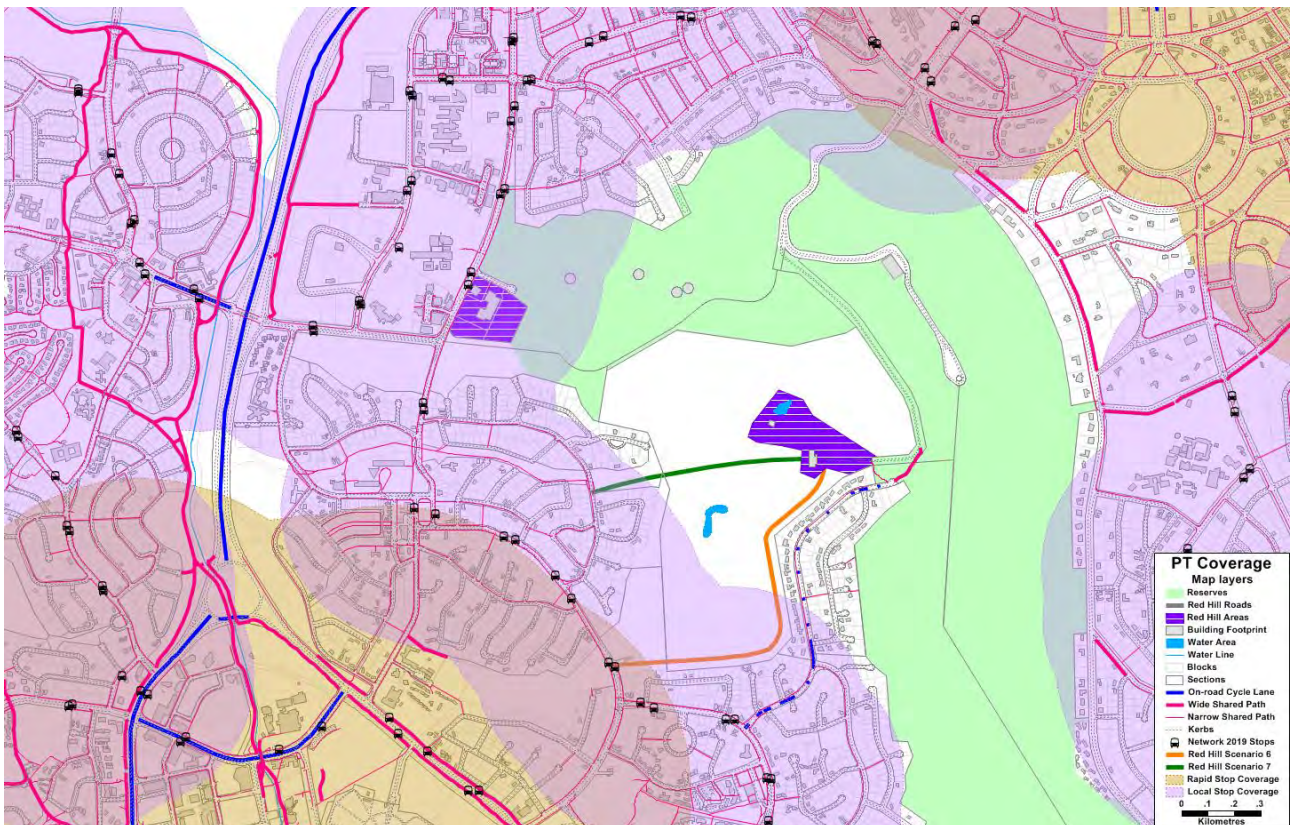 PT Coverage
Map layers
Reserves
Red Hill Roads
Red Hill Areas
Building Footprint
Water Area
Water Line
Blocks
Sections
On-road Cycle Lane
Wide Shared Path
Narrow Shared Path
Kerbs
Network 2019 Stops
Red Hill Scenario 6
Red Hill Scenario 7
Rapid Stop Coverage
Local Stop Coverage
0 .1 .2 .3
Kilometres